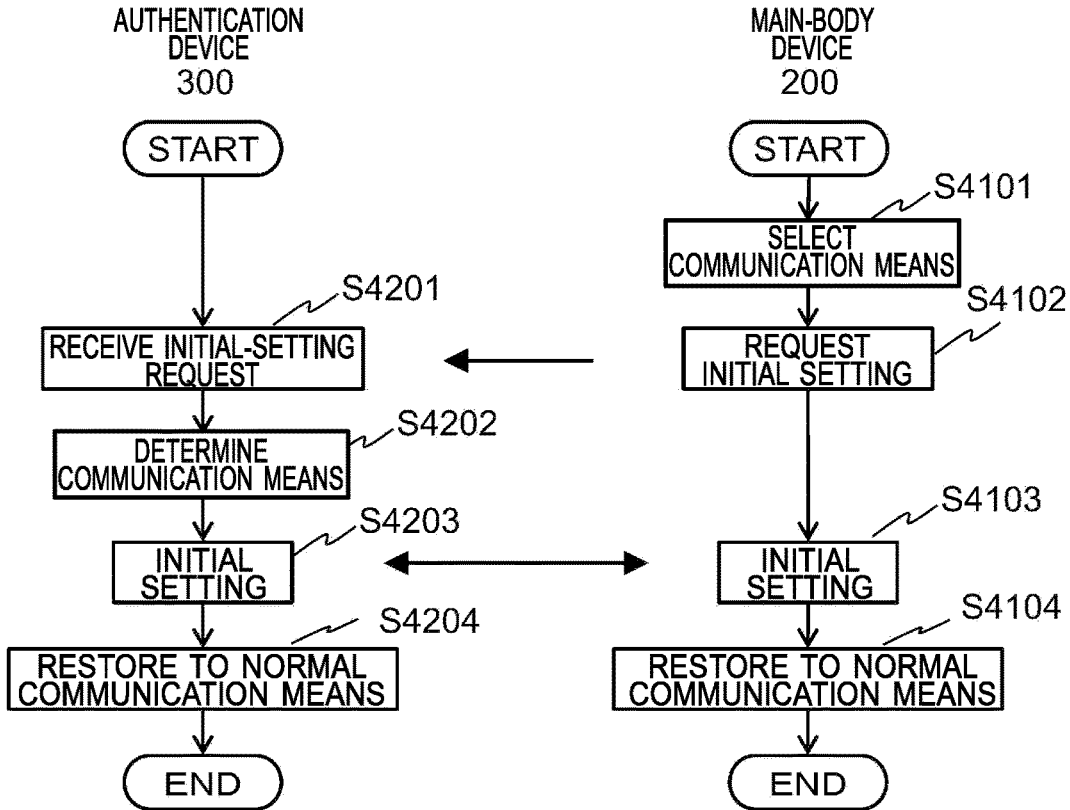 AUTHENTICATION
DEVICE
300
MAIN-BODY
DEVICE
200
START
START
S4101
SELECT
COMMUNICATION MEANS
S4201
S4102
RECEIVE INITIAL-SETTING
REQUEST
REQUEST
INITIAL SETTING
S4202
DETERMINE
COMMUNICATION MEANS
S4203
S4103
INITIAL
SETTING
INITIAL
SETTING
S4204
S4104
RESTORE TO NORMAL
COMMUNICATION MEANS
RESTORE TO NORMAL
COMMUNICATION MEANS
END
END